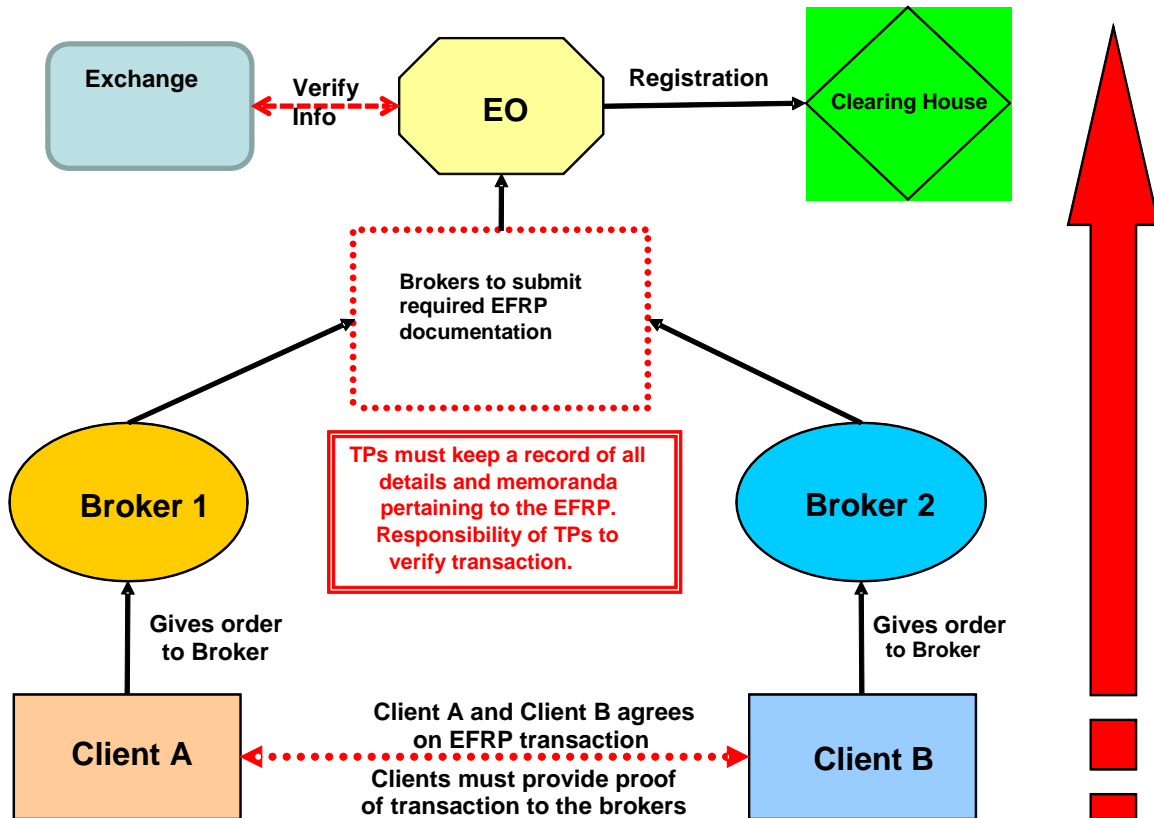 Exchange
Verify
Info
EO
Registration
Clearing House
Brokers to submit
required EFRP
documentation
Broker 1
TPs must keep a record of all
details and memoranda
pertaining to the EFRP.
Responsibility of TPs to
verify transaction.
Broker 2
Gives order
to Broker
Gives order
to Broker
Client A
Client A and Client B agrees
on EFRP transaction
Clients must provide proof
of transaction to the brokers
Client B